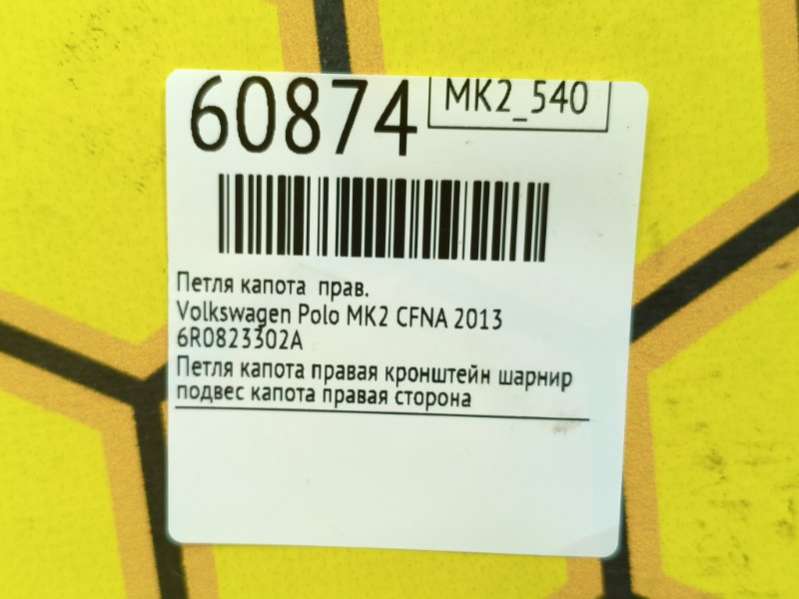 60874
MK2_540
Петля капота прав.
Volkswagen Polo MK2 CFNA 2013
6R0823302A
Петля капота правая кронштейн шарнир
подвес капота правая сторона